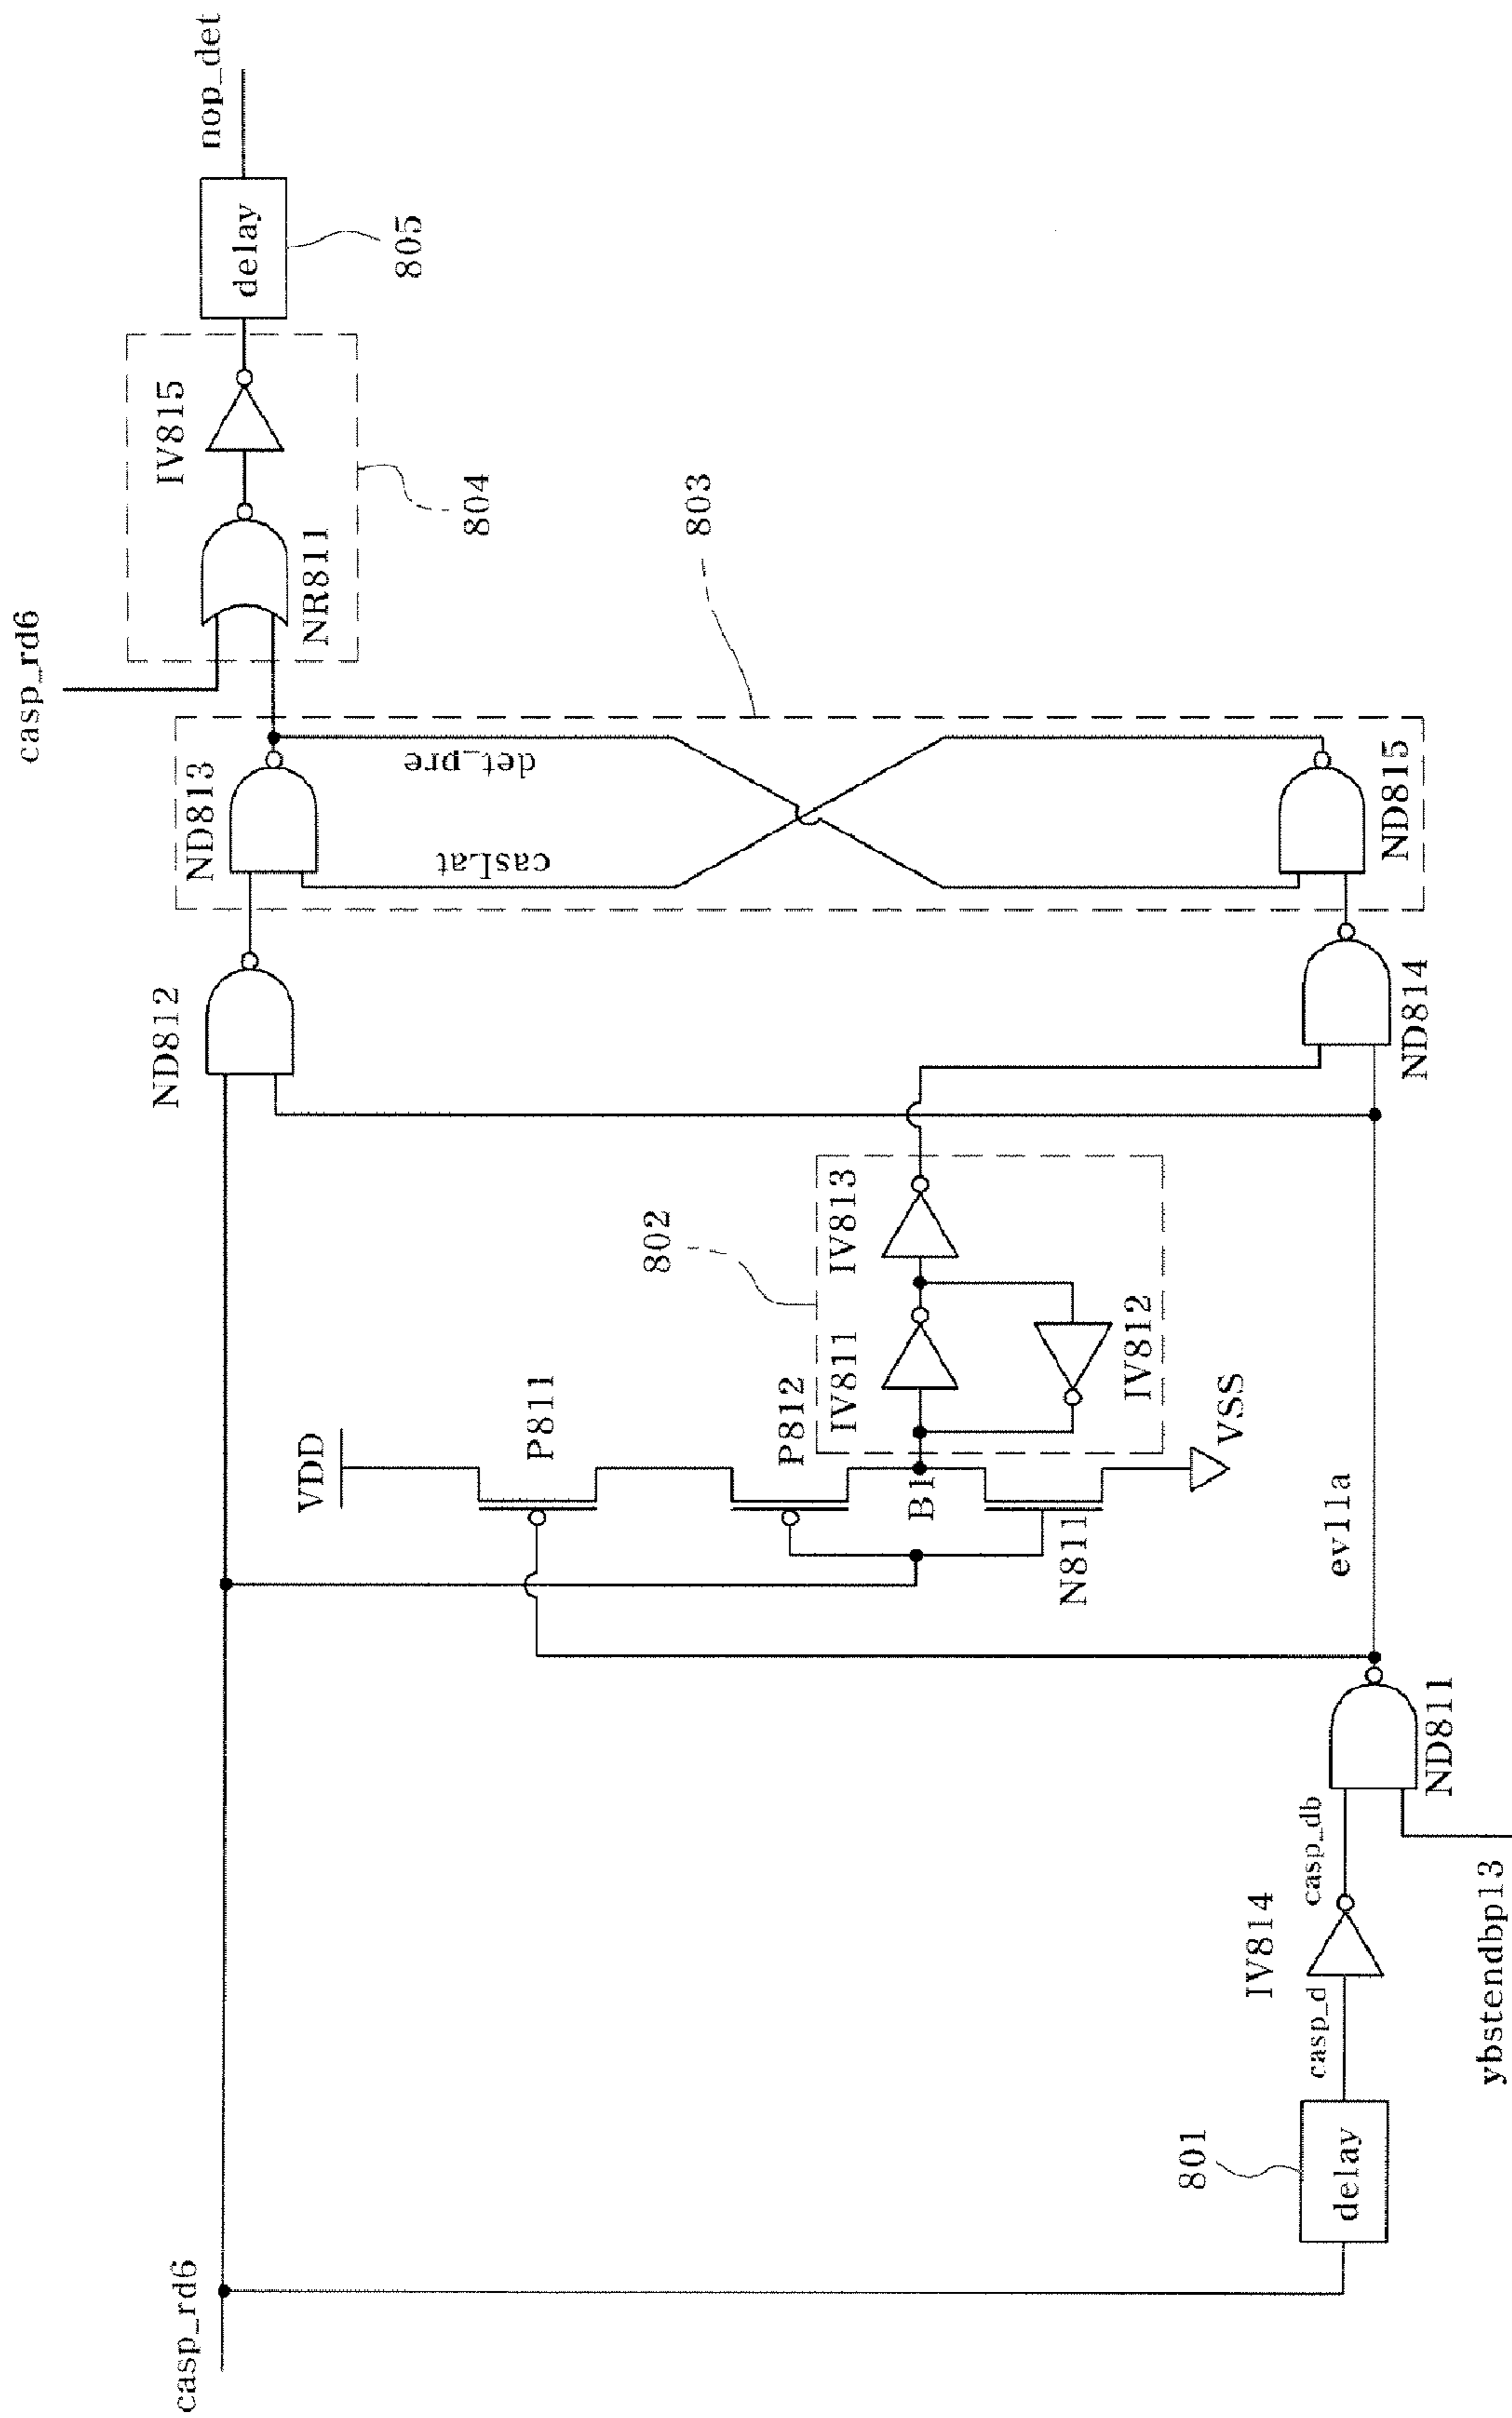 nop_det
delay
805
IV815
804
NR811
casp_rd6
803
ND813
det_pre
casLat
ND815
ND812
ND814
802
IV813
IV811
IV812
VDD
P811
P812
B1
N811
VSS
ev11a
ND811
casp_db
IV814
casp_d
ybstendbp13
801
delay
casp_rd6